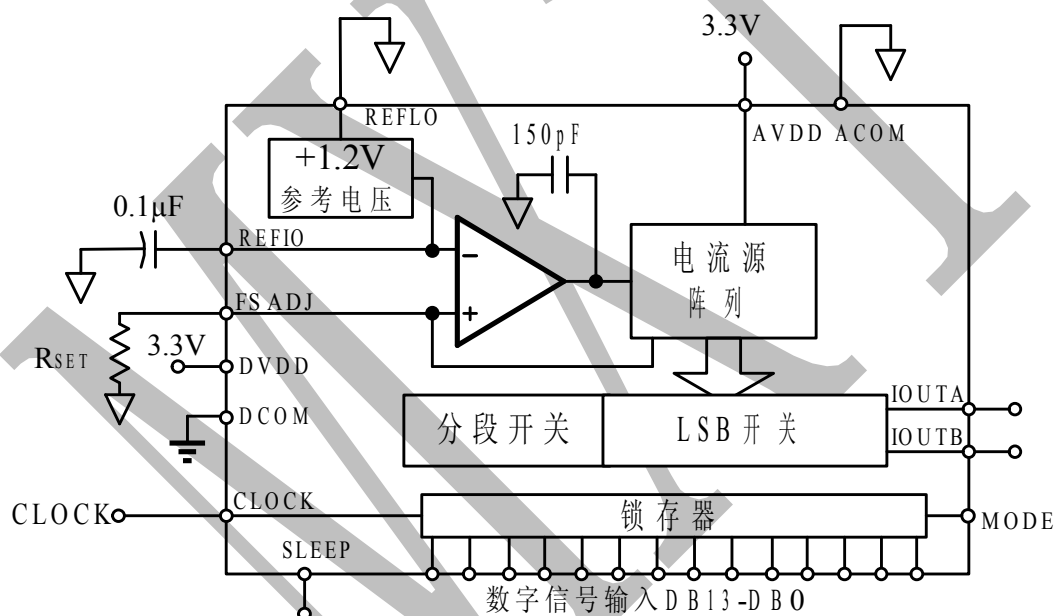 3.3V
REFLO
150pF
AVDD ACOM
+1.2V
参考电压
0.1μF
REFIO
电流源
阵列
FSADJ
RSET
3.3V
DVDD
DCOM
分段开关
LSB开关
IOUTA
IOUTB
CLOCK
CLOCK
锁存器
MODE
SLEEP
数字信号输入DB13-DB0